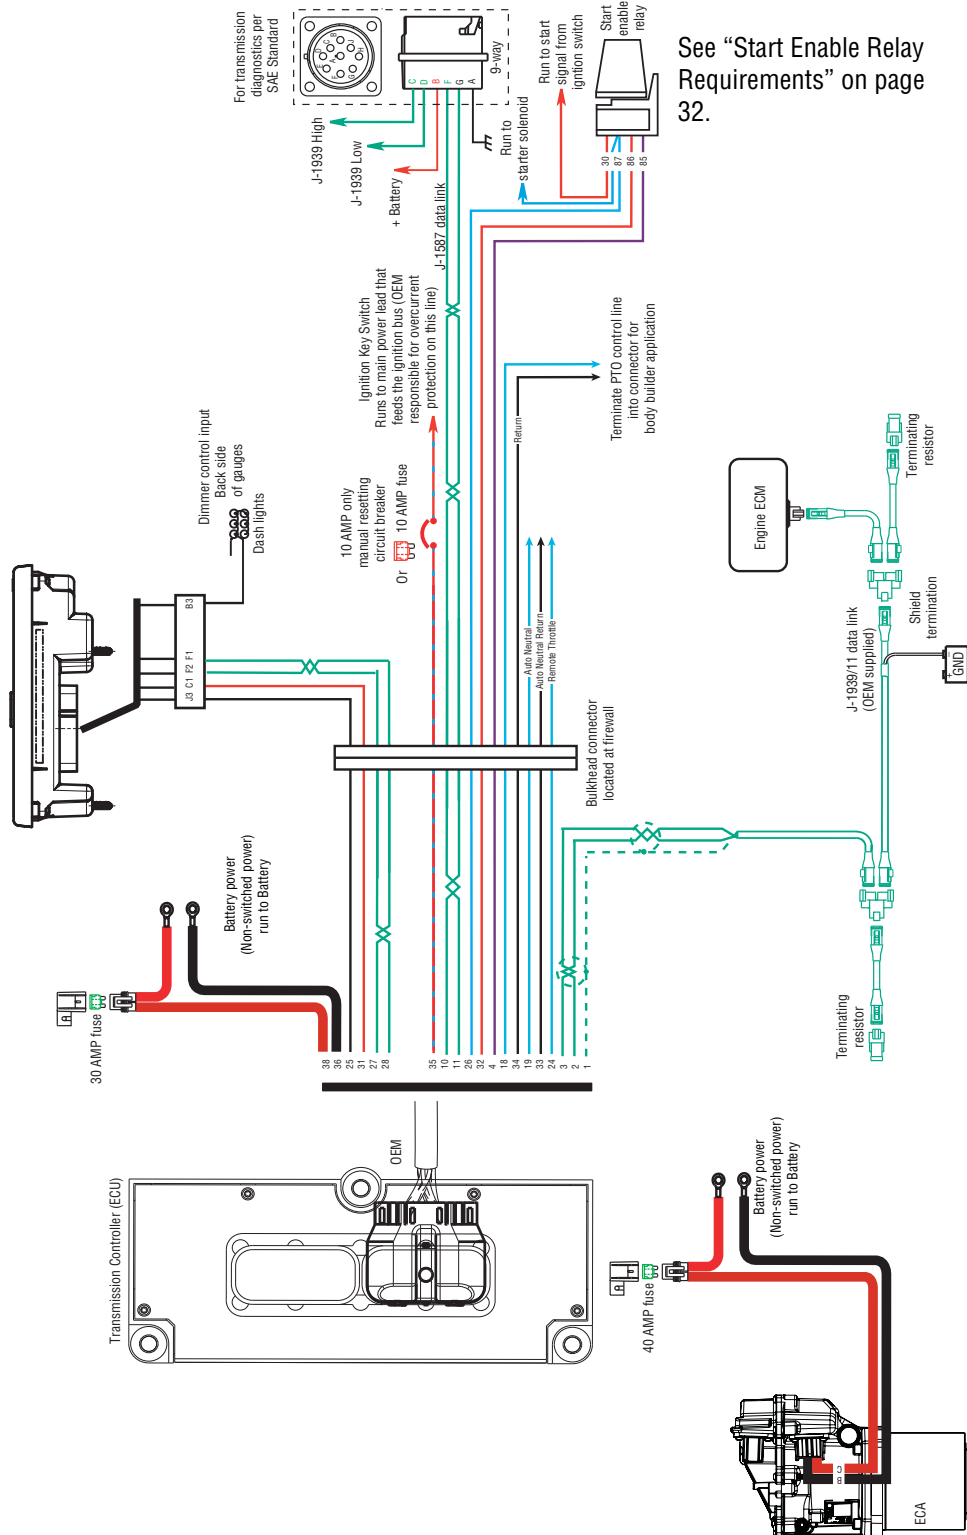 See “Start Enable Relay
Requirements” on page
32.
For transmission
diagnostics per
SAE Standard
9-way
C
D
B
F
G
A
J-1939 High
J-1939 Low
+ Battery
J-1587 data link
Run to
starter solenoid
Run to start
signal from
ignition switch
Start
enable
relay
30
87
86
85
Ignition Key Switch
Runs to main power lead that
feeds the ignition bus (OEM
responsible for overcurrent
protection on this line)
10 AMP only
manual resetting
circuit breaker
Or
10 AMP fuse
Dimmer control input
Back side
of gauges
Dash lights
B3
F1
F2
C1
J3
Return
Terminate PTO control line
into connector for
body builder application
Auto Neutral
Auto Neutral Return
Remote Throttle
Bulkhead connector
located at firewall
Engine ECM
Terminating
resistor
Shield
termination
J-1939/11 data link
(OEM supplied)
+
-
GND
Terminating
resistor
Battery power
(Non-switched power)
run to Battery
30 AMP fuse
38
36
25
31
27
28
35
10
11
26
32
4
18
34
19
33
24
3
2
1
OEM
Transmission Controller (ECU)
Battery power
(Non-switched power)
run to Battery
40 AMP fuse
C
B
ECA